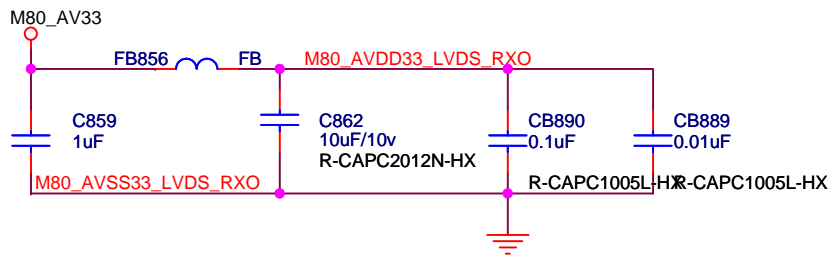 M80_AV33
FB856 FB M80_AVDD33_LVDS_RXO
C859
1uF
C862
10uF/10v
R-CAPC2012N-HX
CB890
0.1uF
R-CAPC1005L-HX
CB889
0.01uF
R-CAPC1005L-HX
M80_AVSS33_LVDS_RXO